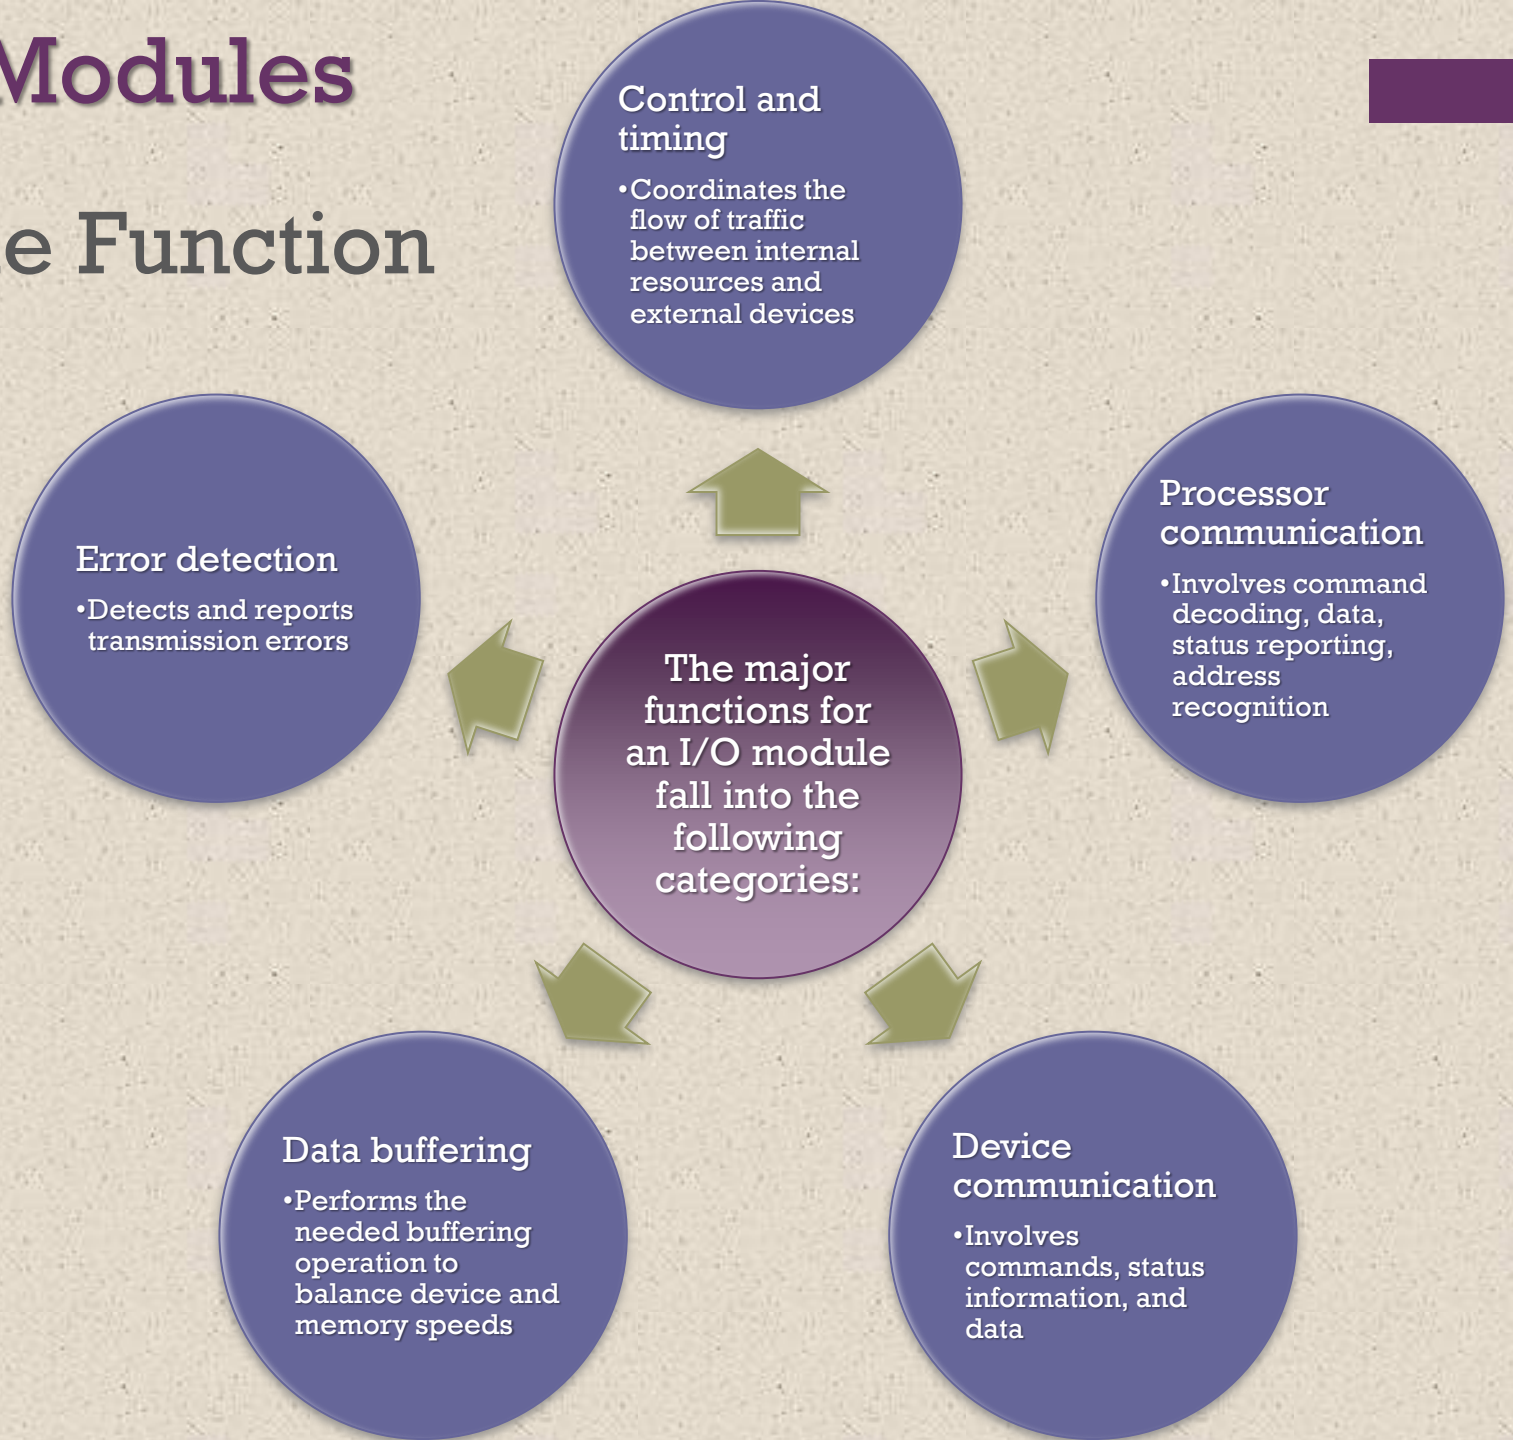 Modules
e Function
Control and
timing
•Coordinates the
flow of traffic
between internal
resources and
external devices
Processor
communication
•Involves command
decoding, data,
status reporting,
address
recognition
Device
communication
•Involves
commands, status
information, and
data
Data buffering
•Performs the
needed buffering
operation to
balance device and
memory speeds
Error detection
•Detects and reports
transmission errors
The major
functions for
an I/O module
fall into the
following
categories: